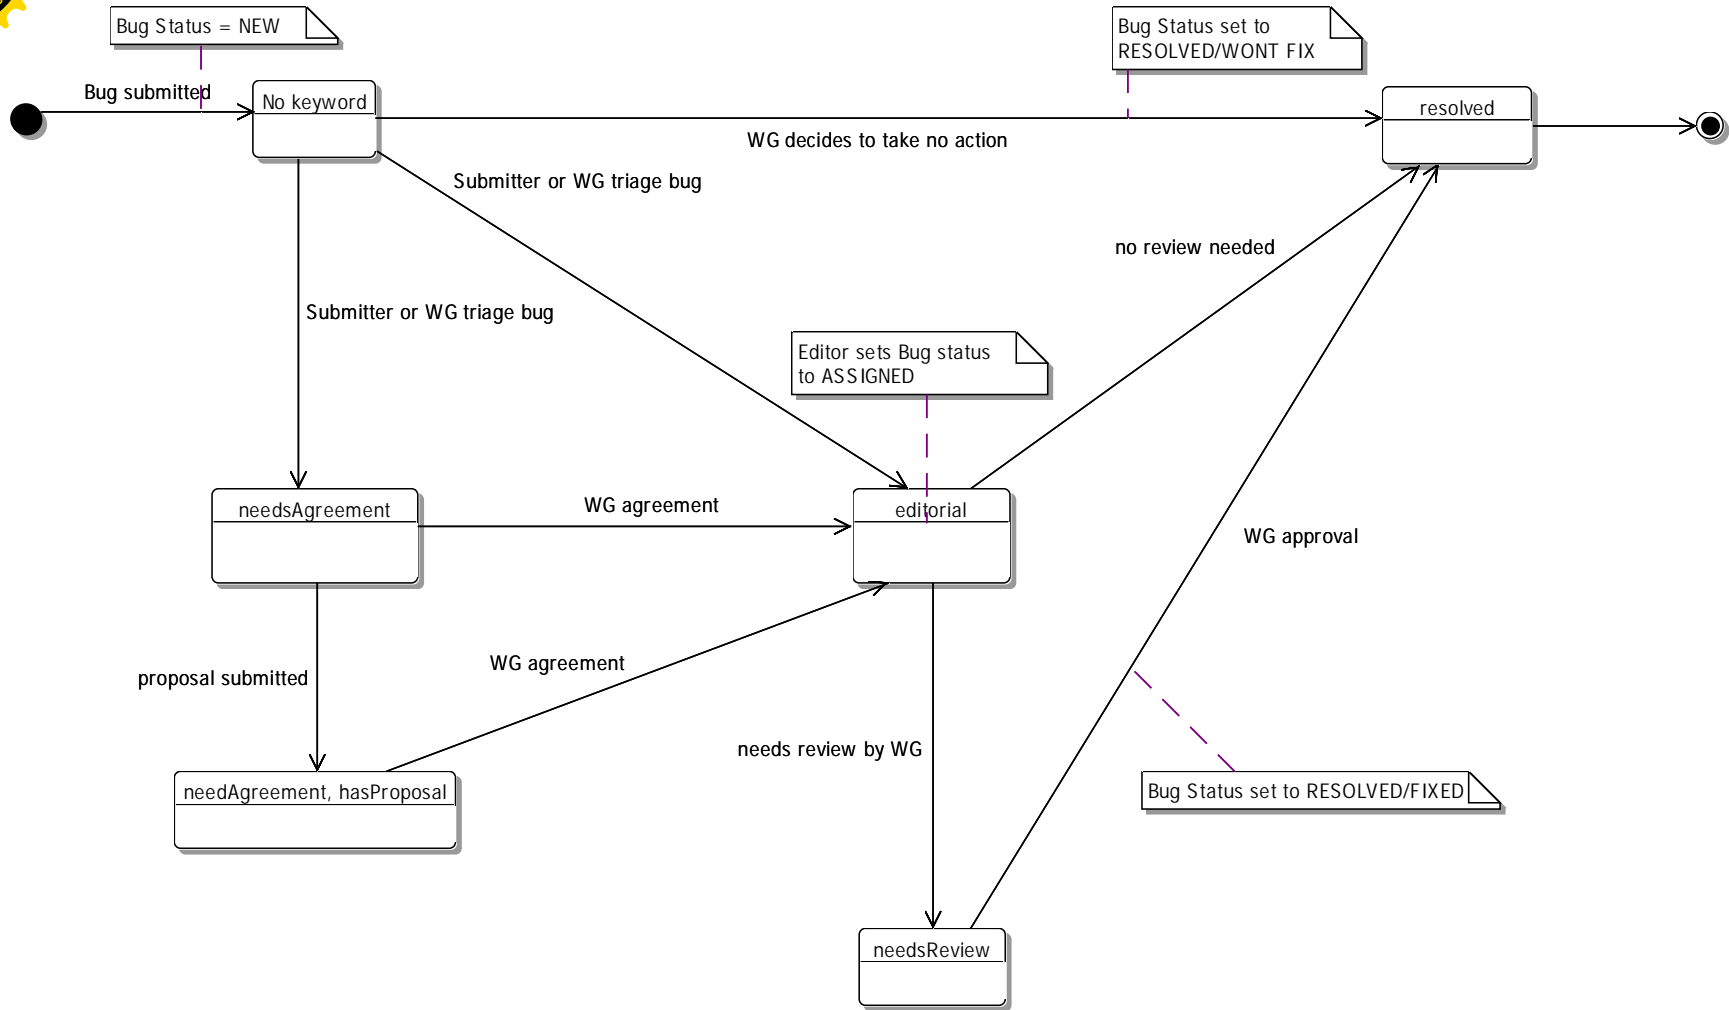 Bug Status = NEW
Bug Status set to
RESOLVED/WONT FIX
Bug submitted
No keyword
resolved
WG decides to take no action
Submitter or WG triage bug
no review needed
Submitter or WG triage bug
Editor sets Bug status
to ASSIGNED
needsAgreement
WG agreement
editorial
WG approval
WG agreement
proposal submitted
needs review by WG
needAgreement, hasProposal
Bug Status set to RESOLVED/FIXED
needsReview